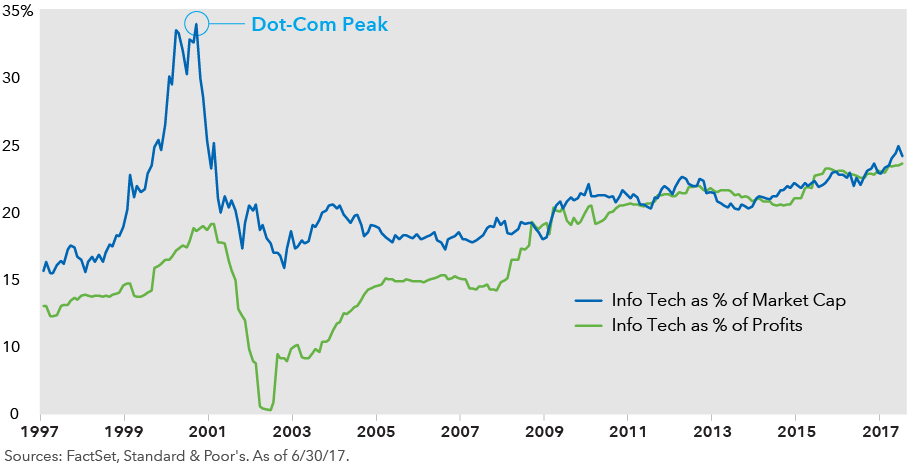 35%
Dot-Com Peak
30
25
20
15
10
0
Info Tech as % of Market Cap
Info Tech as % of Profits
1997 1999 2001 2003 2005 2007 2009 2011 2013 2015 2017
Sources: FactSet, Standard & Poor's. As of 6/30/17.